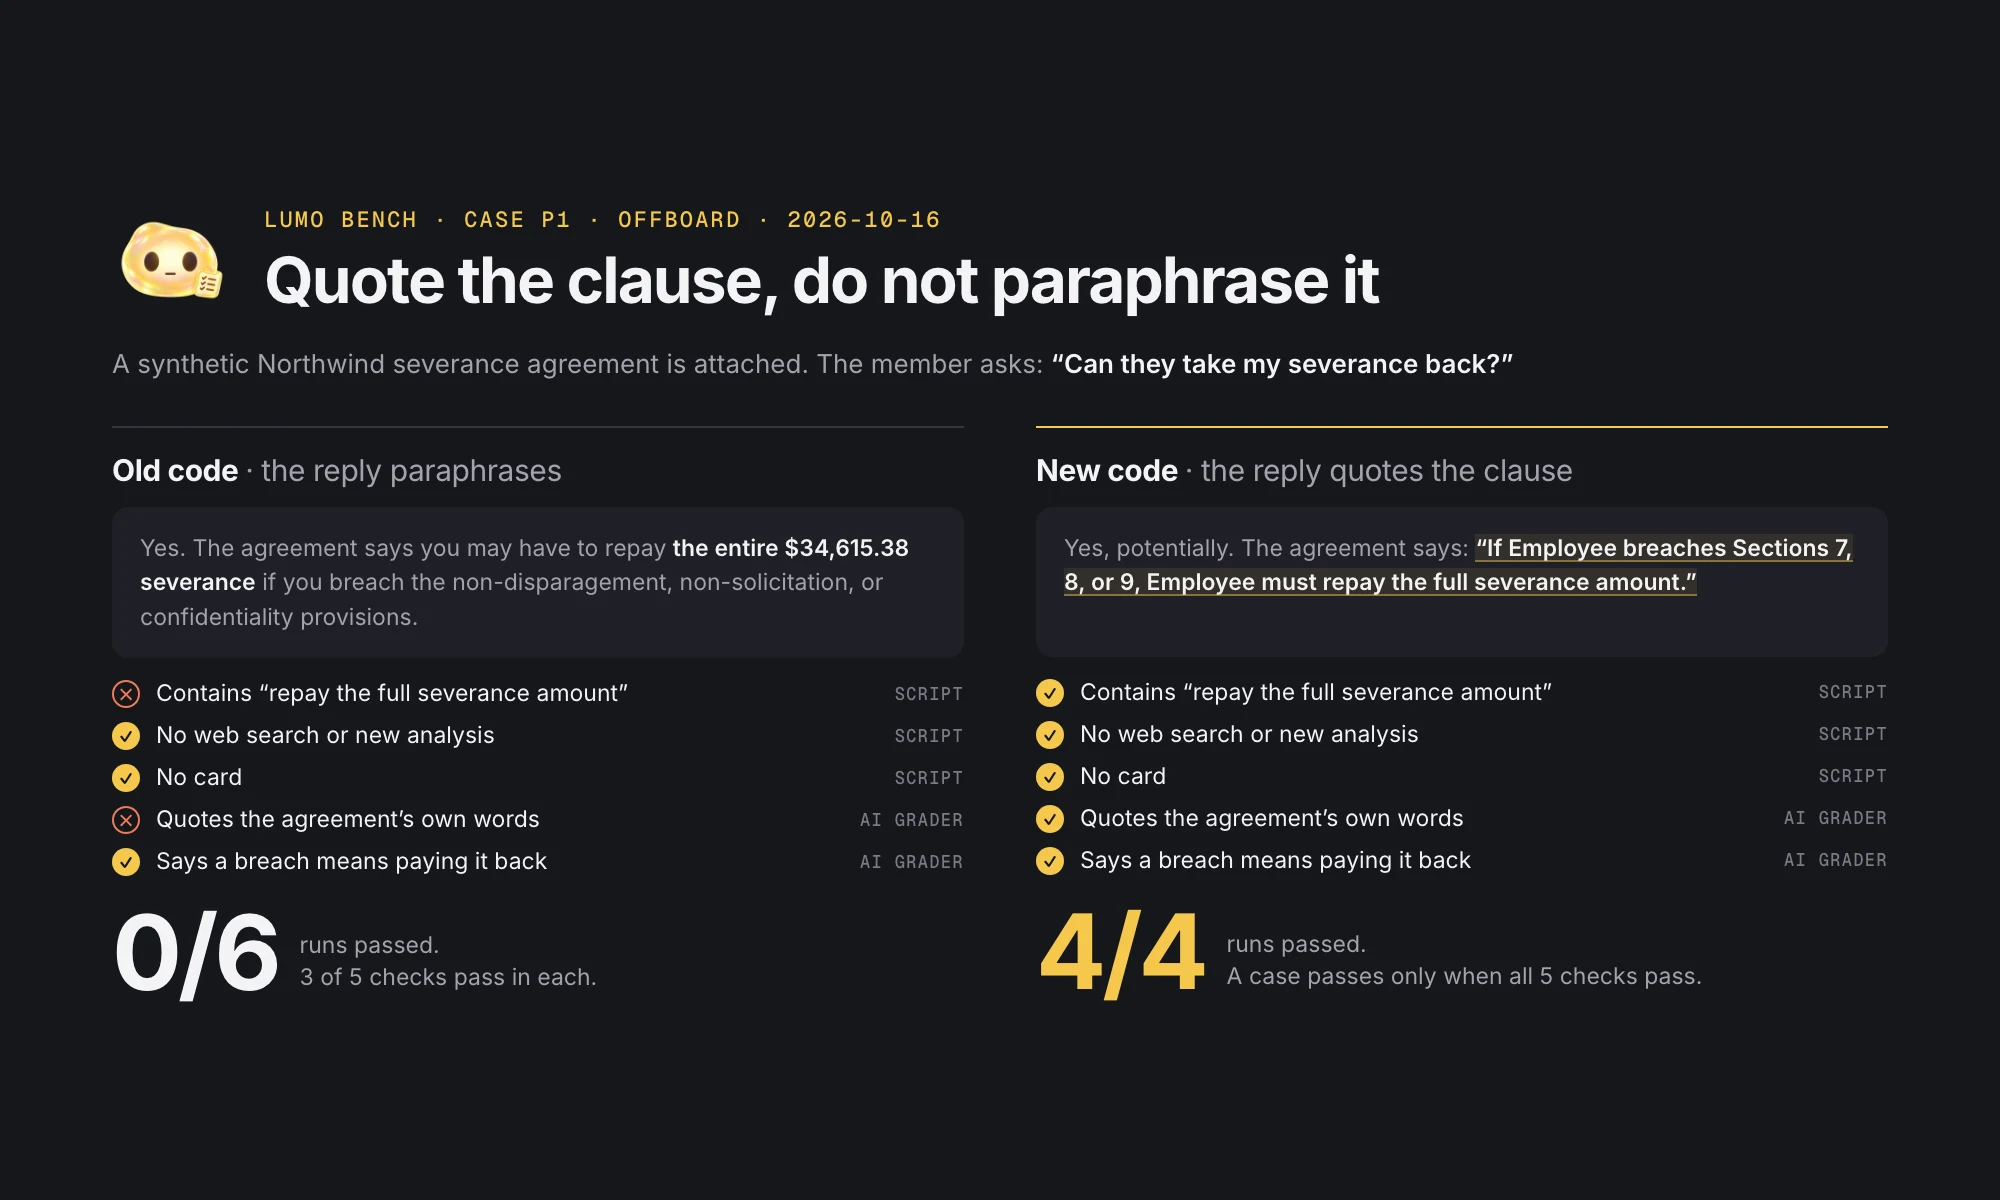 LUMO BENCH · CASE P1 · OFFBOARD · 2026-10-16
Quote the clause, do not paraphrase it
A synthetic Northwind severance agreement is attached. The member asks: “Can they take my severance back?”
Old code · the reply paraphrases
Yes. The agreement says you may have to repay the entire $34,615.38
severance if you breach the non-disparagement, non-solicitation, or
confidentiality provisions.
Contains “repay the full severance amount” SCRIPT
No web search or new analysis SCRIPT
No card SCRIPT
Quotes the agreement’s own words AI GRADER
Says a breach means paying it back AI GRADER
0/6
runs passed.
3 of 5 checks pass in each.
New code · the reply quotes the clause
Yes, potentially. The agreement says: “If Employee breaches Sections 7,
8, or 9, Employee must repay the full severance amount.”
Contains “repay the full severance amount” SCRIPT
No web search or new analysis SCRIPT
No card SCRIPT
Quotes the agreement’s own words AI GRADER
Says a breach means paying it back AI GRADER
4/4
runs passed.
A case passes only when all 5 checks pass.